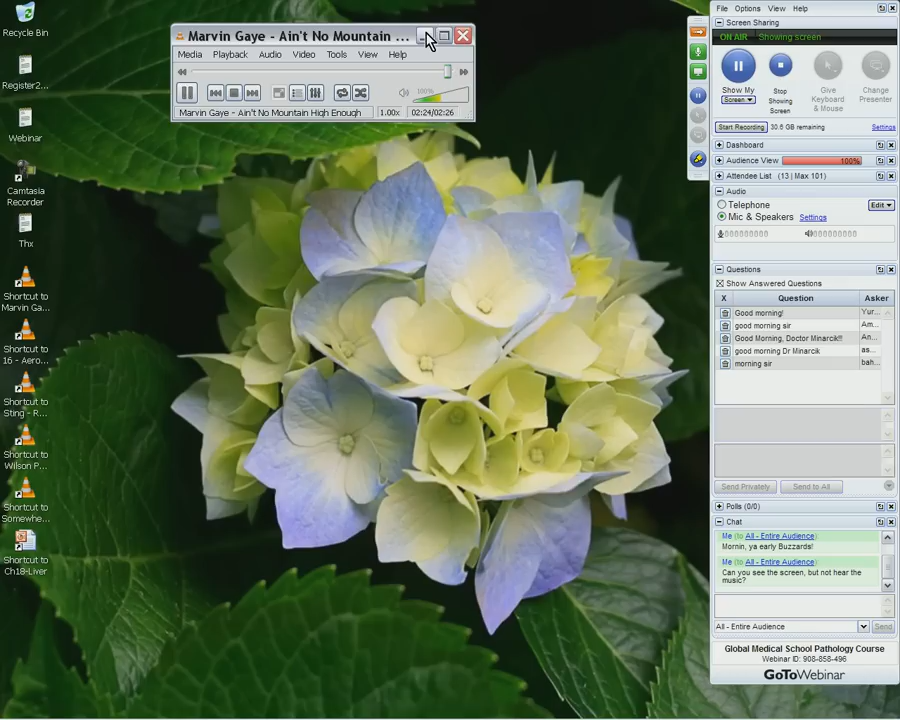 Recycle Bin
Register2...
Webinar
Camtasia
Recorder
Thx
Shortcut to
Marvin Ga...
Shortcut to
16 - Aero...
Shortcut to
Sting - R...
Shortcut to
Wilson P...
Shortcut to
Somewhe...
Shortcut to
Ch18-Liver
Marvin Gaye - Ain't No Mountain ...
Media Playback Audio Video Tools View Help
100%
Marvin Gaye - Ain't No Mountain High Enough 1.00x 02:24/02:26
File Options View Help
Screen Sharing
ON AIR Showing screen
Show My
Screen
Stop
Showing
Screen
Give
Keyboard
& Mouse
Change
Presenter
Start Recording 30.6 GB remaining Settings
Dashboard
Audience View 100%
Attendee List (13 | Max 101)
Audio
Telephone Edit
Mic & Speakers Settings
Questions
Show Answered Questions
X Question Asker
Good morning! Yur...
good morning sir Am...
Good Morning, Doctor Minarcik!! An...
good morning Dr Minarcik as...
morning sir bah...
Send Privately Send to All
Polls (0/0)
Chat
Me (to All - Entire Audience)
Mornin, ya early Buzzards!
Me (to All - Entire Audience)
Can you see the screen, but not hear the
music?
All - Entire Audience Send
Global Medical School Pathology Course
Webinar ID: 908-858-496
GoToWebinar